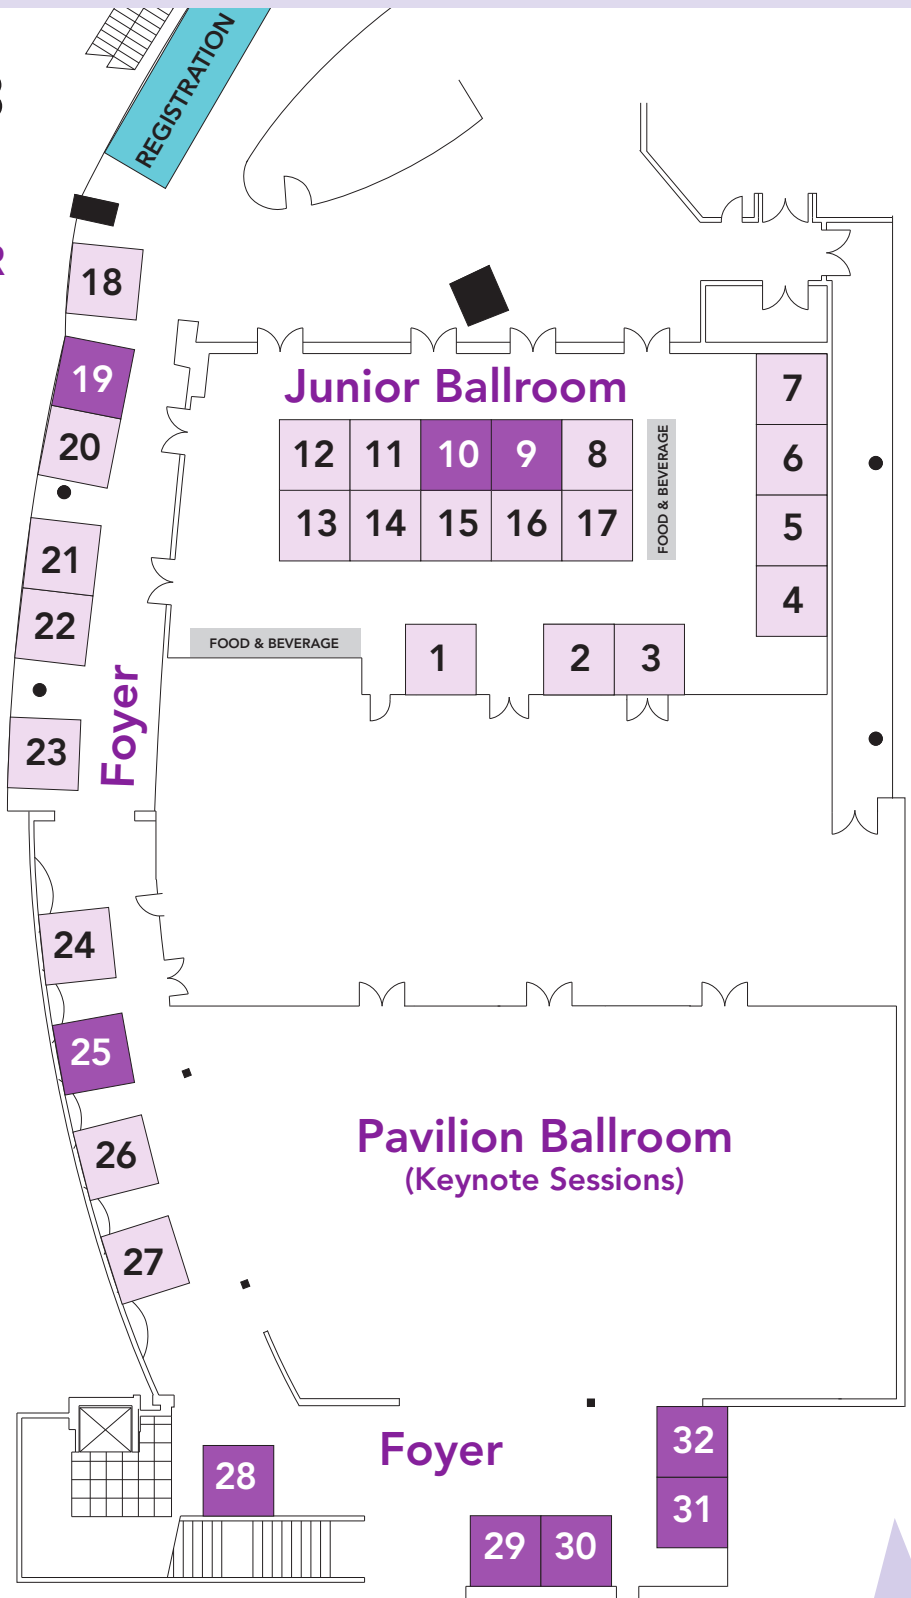 REGISTRATION
18
19
20
21
22
23
Foyer
Junior Ballroom
12 11 10 9 8
13 14 15 16 17
FOOD & BEVERAGE
7
6
5
4
FOOD & BEVERAGE
1 2 3
24
25
26
27
Pavilion Ballroom
(Keynote Sessions)
Foyer
28
29 30
32
31